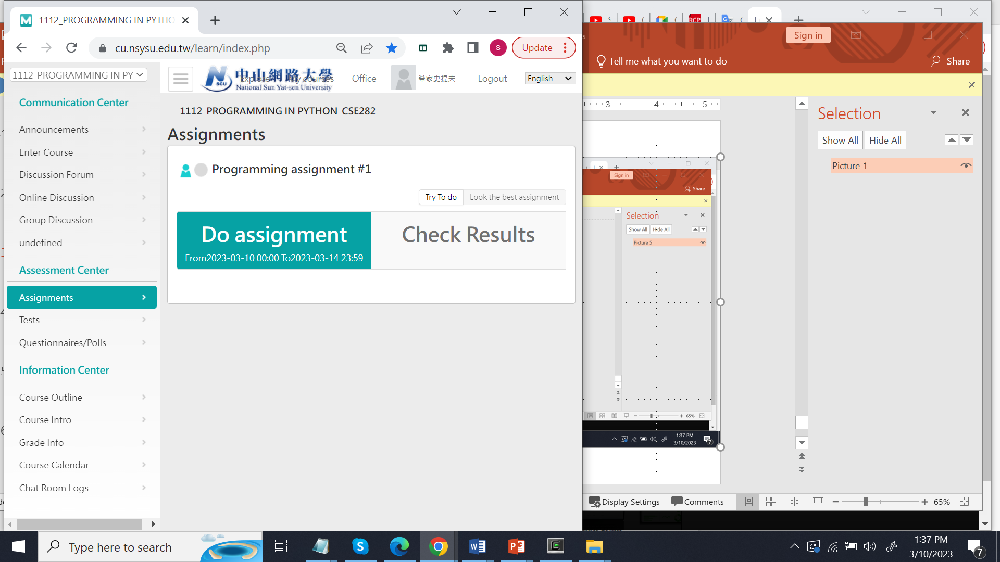 1112_PROGRAMMING IN PYTHO
cu.nsysu.edu.tw/learn/index.php
S
Update
1112_PROGRAMMING IN PY
NSCU
中山網路大學
National Sun Yat-sen University
Explore
My courses
Office
希家史提夫
Logout
English
Communication Center
Announcements
Enter Course
Discussion Forum
Online Discussion
Group Discussion
undefined
Assessment Center
Assignments
Tests
Questionnaires/Polls
Information Center
Course Outline
Course Intro
Grade Info
Course Calendar
Chat Room Logs
1112 PROGRAMMING IN PYTHON CSE282
Assignments
Programming assignment #1
Try To do
Look the best assignment
Do assignment
From2023-03-10 00:00 To2023-03-14 23:59
Check Results
RCP
Sign in
Tell me what you want to do
Share
3 4 5
Selection
Show All
Hide All
Picture 1
Sign in
Share
Selection
Show All
Hide All
Picture 5
65%
1:37 PM
3/10/2023
7
Display Settings
Comments
65%
Type here to search
1:37 PM
3/10/2023
7